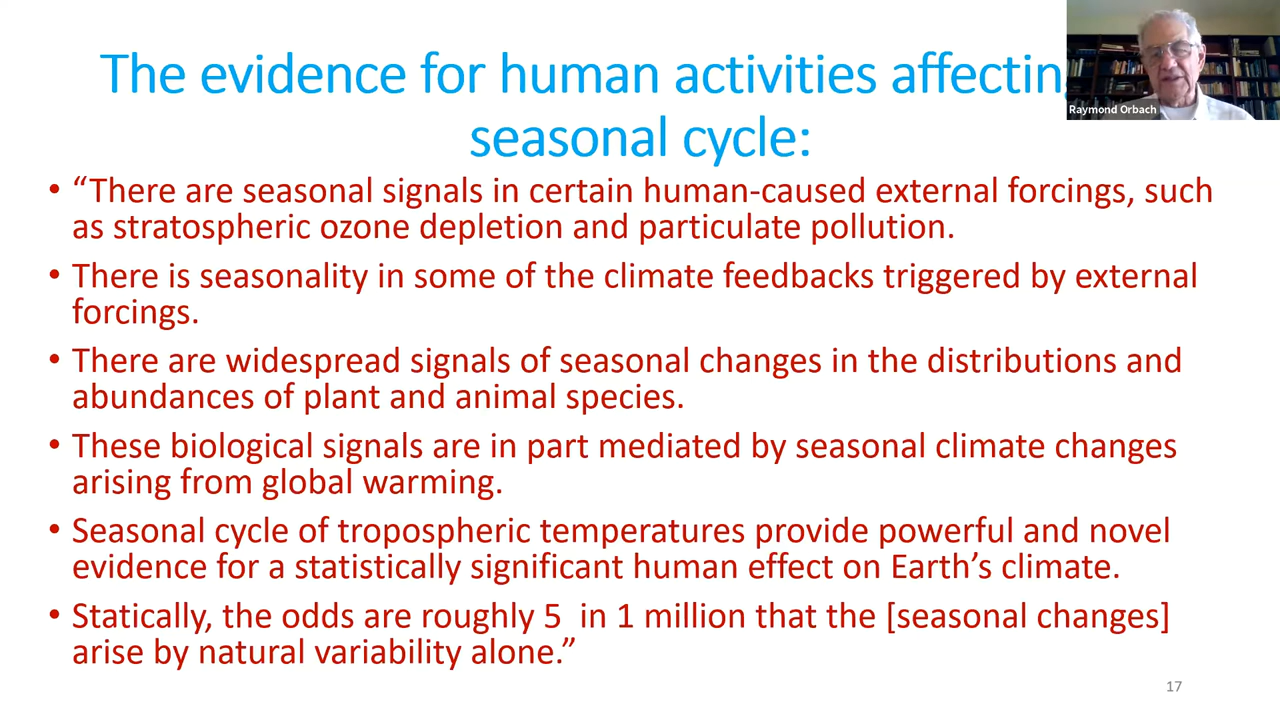 The evidence for human activities affectin
seasonal cycle:
Raymond Orbach
• “There are seasonal signals in certain human-caused external forcings, such
as stratospheric ozone depletion and particulate pollution.
• There is seasonality in some of the climate feedbacks triggered by external
forcings.
• There are widespread signals of seasonal changes in the distributions and
abundances of plant and animal species.
• These biological signals are in part mediated by seasonal climate changes
arising from global warming.
• Seasonal cycle of tropospheric temperatures provide powerful and novel
evidence for a statistically significant human effect on Earth’s climate.
• Statically, the odds are roughly 5 in 1 million that the [seasonal changes]
arise by natural variability alone.”
17